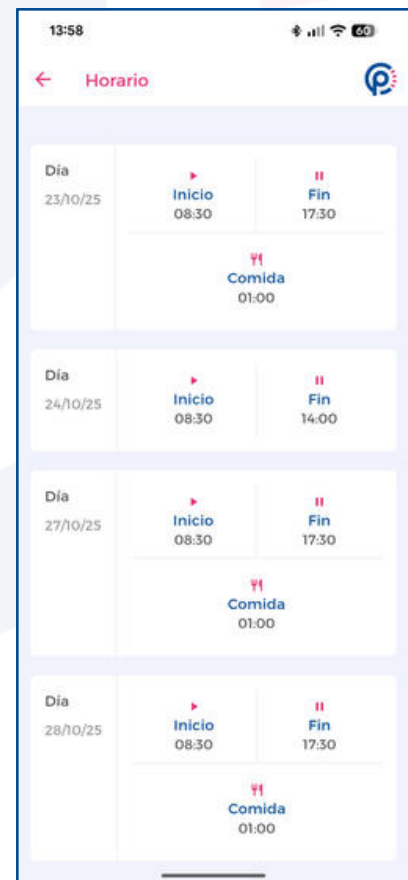 13:58
60
Horario
Día
23/10/25
Inicio
08:30
Fin
17:30
Comida
01:00
Día
24/10/25
Inicio
08:30
Fin
14:00
Día
27/10/25
Inicio
08:30
Fin
17:30
Comida
01:00
Día
28/10/25
Inicio
08:30
Fin
17:30
Comida
01:00